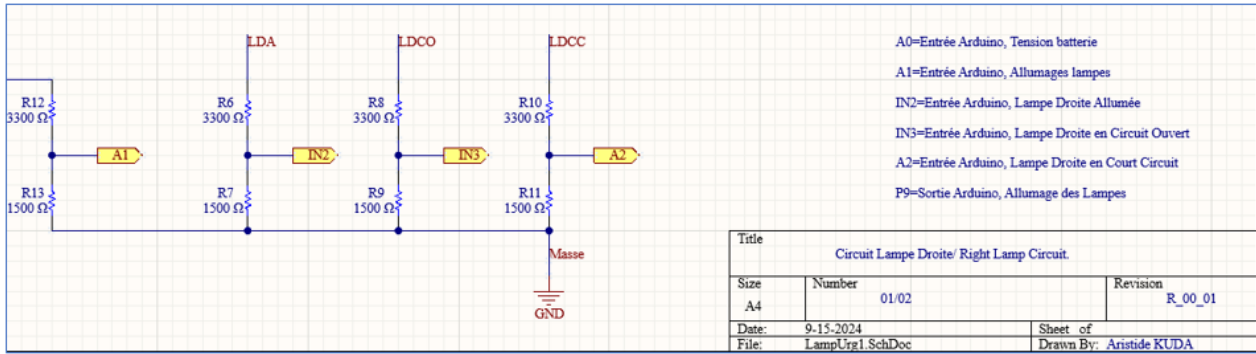 LDA
LDCO
LDCC
R12
3300 Ω
R6
3300 Ω
R8
3300 Ω
R10
3300 Ω
A1
IN2
IN3
A2
R13
1500 Ω
R7
1500 Ω
R9
1500 Ω
R11
1500 Ω
Masse
GND
A0=Entrée Arduino, Tension batterie
A1=Entrée Arduino, Allumages lampes
IN2=Entrée Arduino, Lampe Droite Allumée
IN3=Entrée Arduino, Lampe Droite en Circuit Ouvert
A2=Entrée Arduino, Lampe Droite en Court Circuit
P9=Sortie Arduino, Allumage des Lampes
Title
Circuit Lampe Droite/ Right Lamp Circuit.
Size
A4
Number
01/02
Revision
R_00_01
Date: 9-15-2024
Sheet of
File: LampUrg1.SchDoc
Drawn By: Aristide KUDA